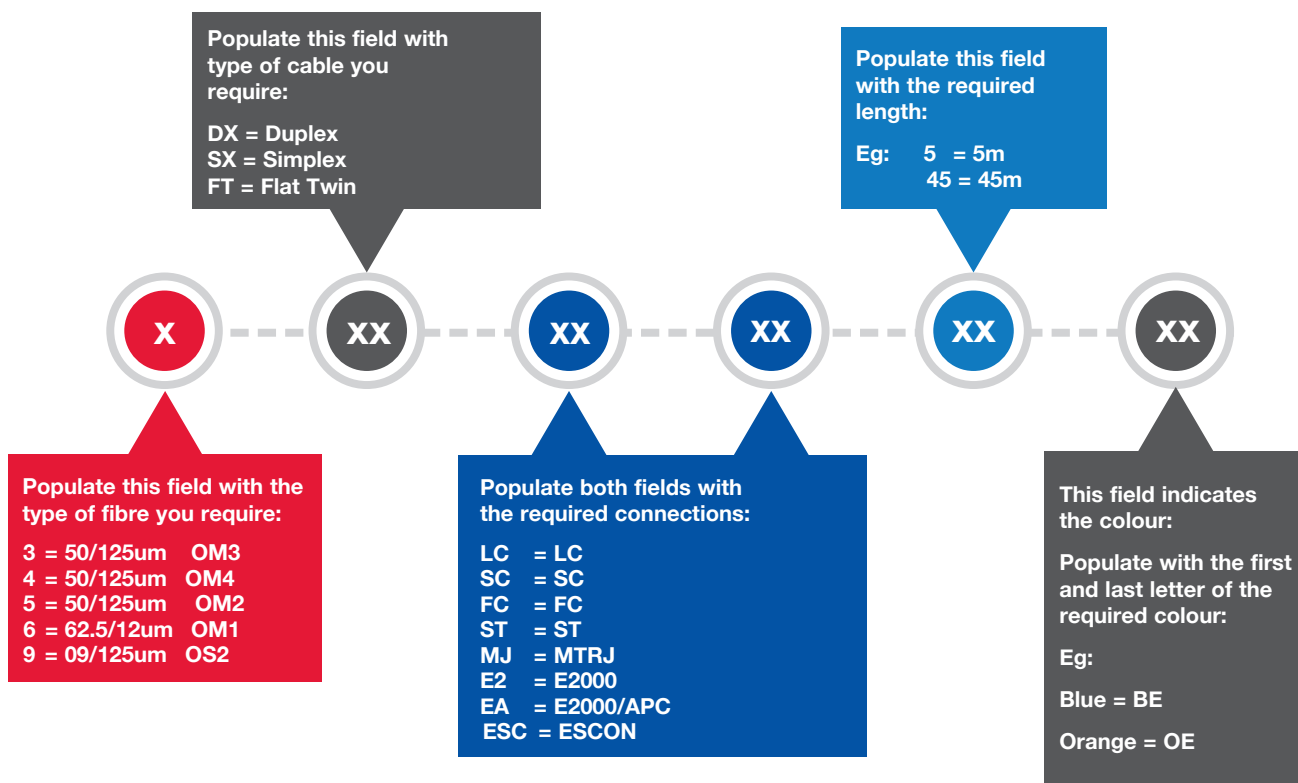 Populate this field with
type of cable you
require:
DX = Duplex
SX = Simplex
FT = Flat Twin
Populate this field
with the required
length:
Eg: 5 = 5m
45 = 45m
X
XX
XX
XX
XX
XX
Populate this field with the
type of fibre you require:
3 = 50/125um OM3
4 = 50/125um OM4
5 = 50/125um OM2
6 = 62.5/12um OM1
9 = 09/125um OS2
Populate both fields with
the required connections:
LC = LC
SC = SC
FC = FC
ST = ST
MJ = MTRJ
E2 = E2000
EA = E2000/APC
ESC = ESCON
This field indicates
the colour:
Populate with the first
and last letter of the
required colour:
Eg:
Blue = BE
Orange = OE